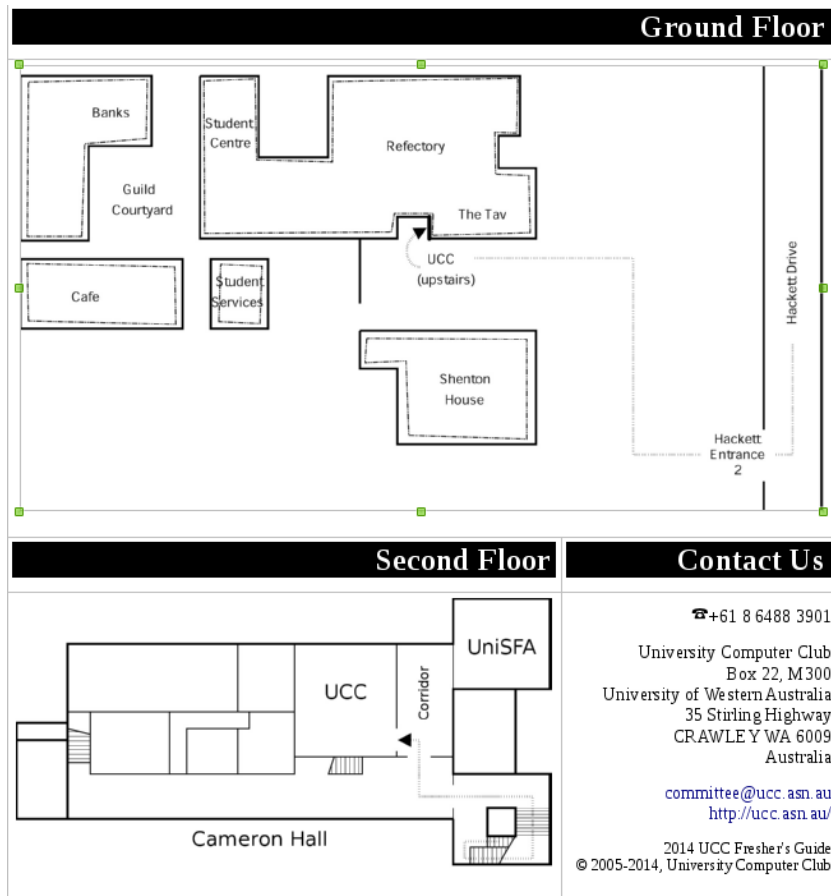 Ground Floor
Banks
Student
Centre
Refectory
Guild
Courtyard
The Tav
UCC
(upstairs)
Hackett Drive
Cafe
Student
Services
Shenton
House
Hackett
Entrance
2
Second Floor
UniSFA
UCC
Corridor
Cameron Hall
Contact Us
☎+61 8 6488 3901
University Computer Club
Box 22, M300
University of Western Australia
35 Stirling Highway
CRAWLEY WA 6009
Australia
committee@ucc.asn.au
http://ucc.asn.au/
2014 UCC Fresher's Guide
© 2005-2014, University Computer Club